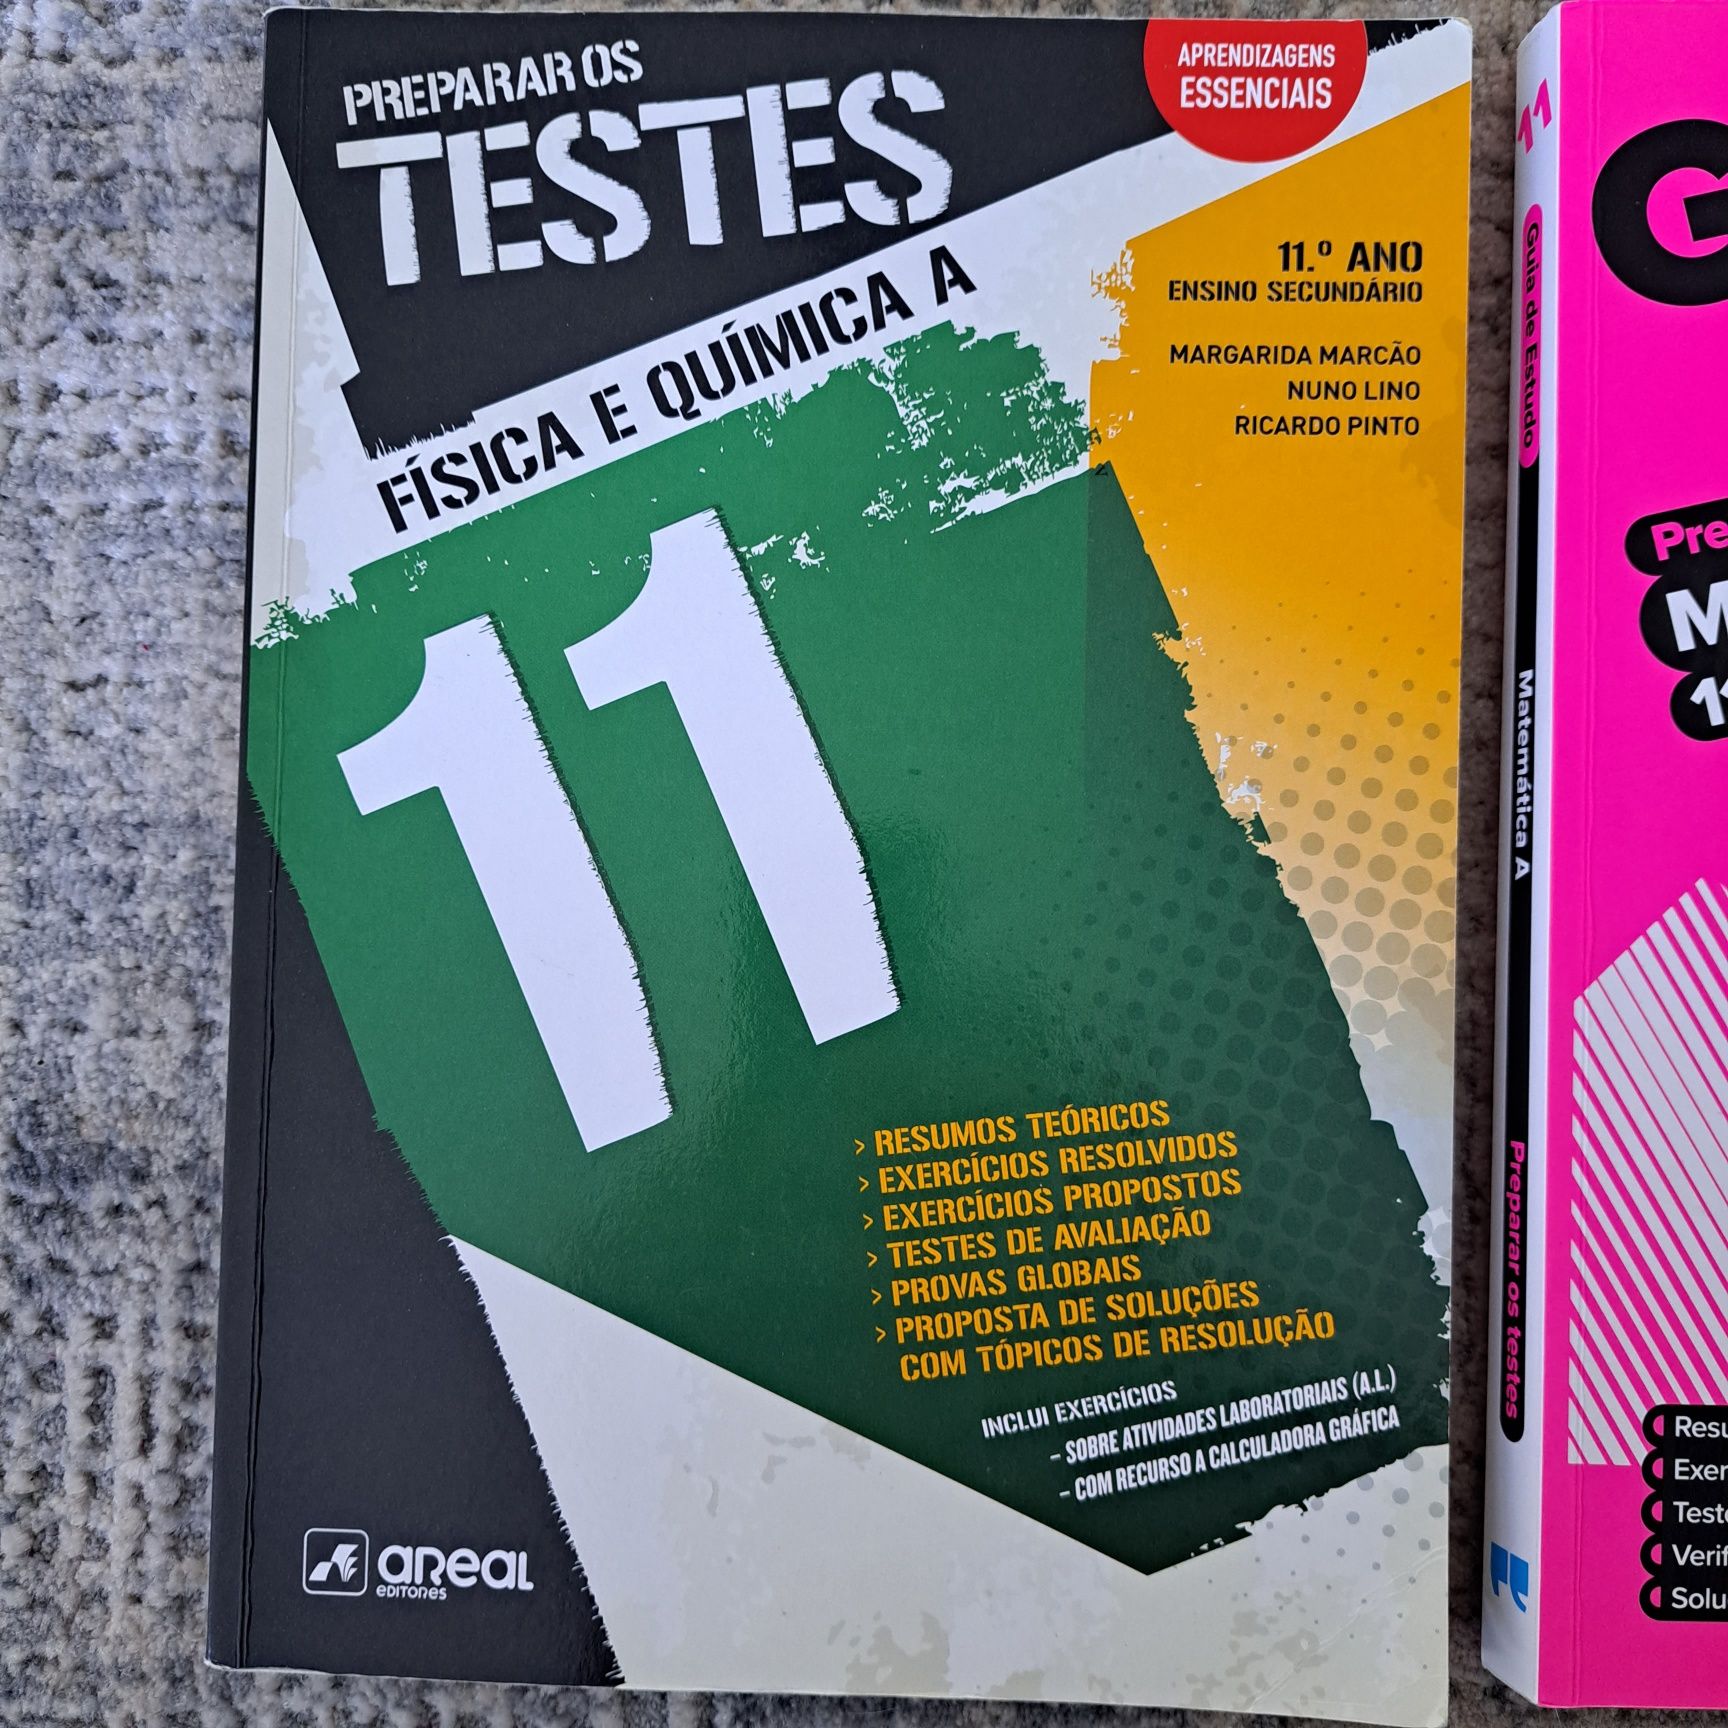 PREPARAR OS
TESTES
FÍSICA E QUÍMICA A
APRENDIZAGENS
ESSENCIAIS
11.º ANO
ENSINO SECUNDÁRIO
MARGARIDA MARCÃO
NUNO LINO
RICARDO PINTO
11
> RESUMOS TEÓRICOS
> EXERCÍCIOS RESOLVIDOS
> EXERCÍCIOS PROPOSTOS
> TESTES DE AVALIAÇÃO
> PROVAS GLOBAIS
> PROPOSTA DE SOLUÇÕES
COM TÓPICOS DE RESOLUÇÃO
INCLUI EXERCÍCIOS
– SOBRE ATIVIDADES LABORATORIAIS (A.L.)
– COM RECURSO A CALCULADORA GRÁFICA
AREAL
EDITORES
11
Guia de Estudo
Matemática A
Preparar os testes